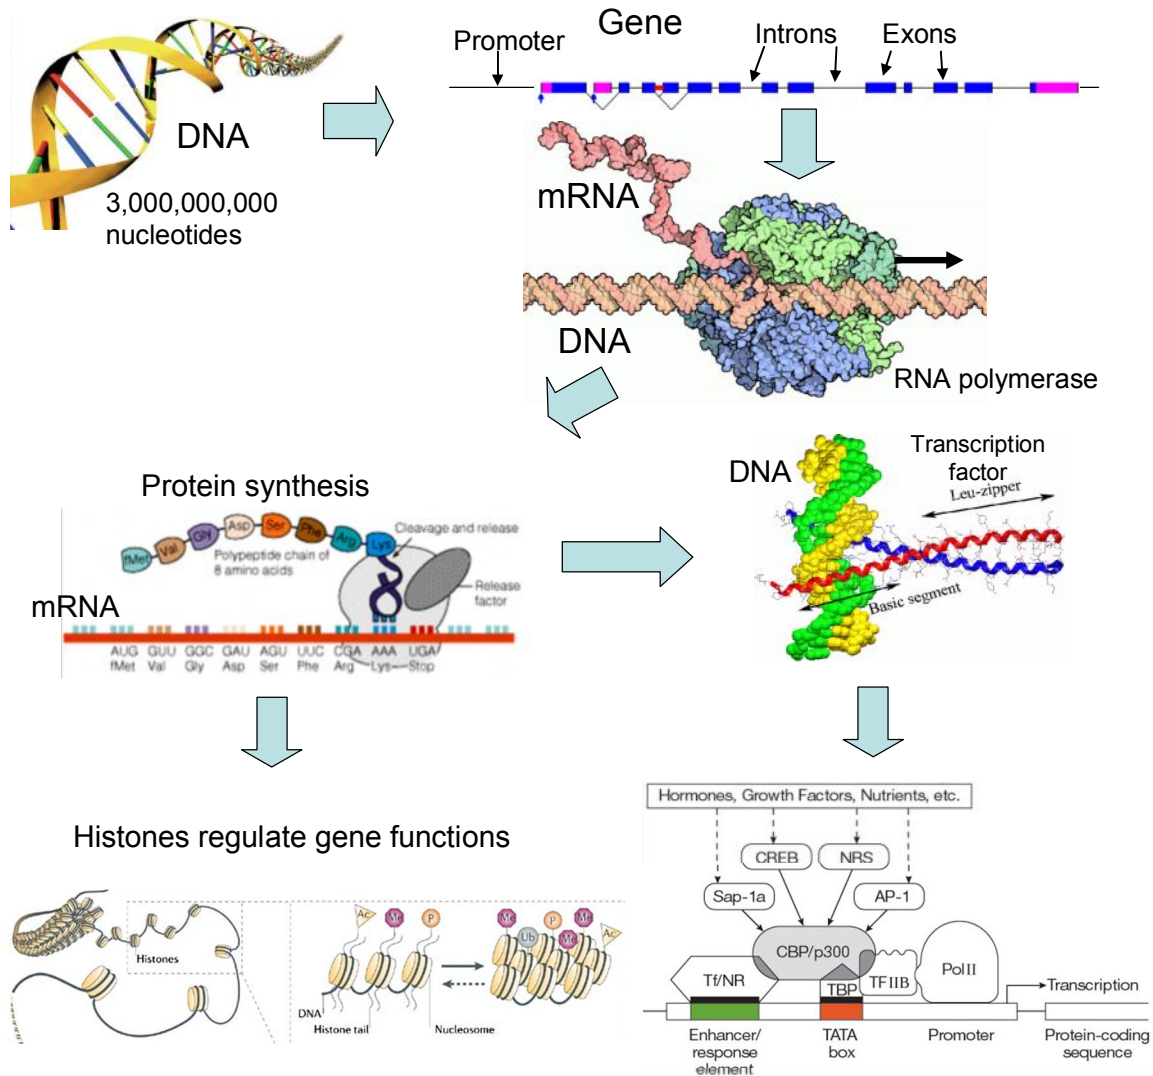 Gene
Promoter
Introns
Exons
DNA
3,000,000,000
nucleotides
mRNA
DNA
RNA polymerase
Protein synthesis
fMet
Val
Gly
Asp
Ser
Phe
Arg
Lys
Cleavage and release
Polypeptide chain of
8 amino acids
Release
factor
mRNA
AUG GUU GGC GAU AGU UUC CGA AAA UGA
fMet Val Gly Asp Ser Phe Arg Lys Stop
DNA
Transcription
factor
Leu-zipper
Basic segment
Histones regulate gene functions
Histones
Ac
Me
P
Me
P
Me
Ub
Me
Ac
DNA
Histone tail
Nucleosome
Hormones, Growth Factors, Nutrients, etc.
CREB
NRS
Sap-1a
AP-1
CBP/p300
Tf/NR
TBP
TFIIB
PolII
Transcription
Enhancer/
response
element
TATA
box
Promoter
Protein-coding
sequence